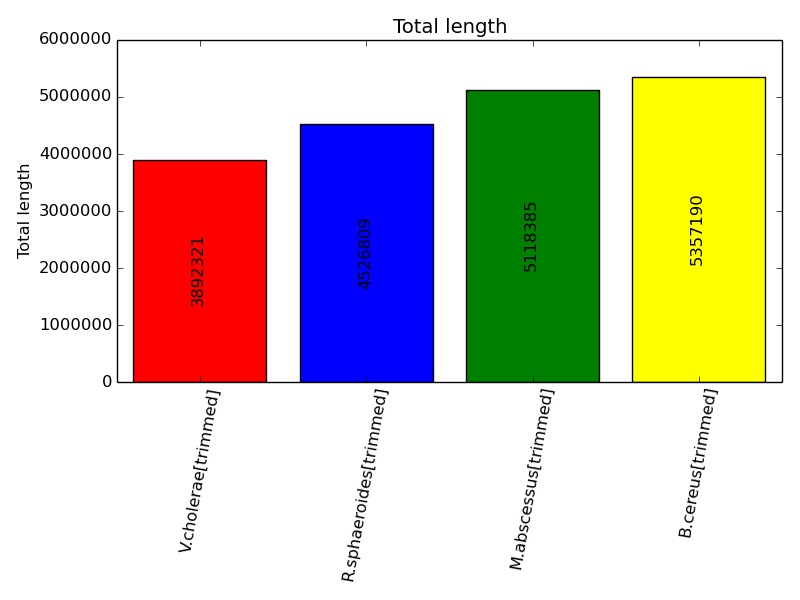 Total length
6000000
5000000
4000000
3000000
2000000
1000000
0
Total length
3892321
4526809
5118385
5357190
V.cholerae[trimmed]
R.sphaeroides[trimmed]
M.abscessus[trimmed]
B.cereus[trimmed]